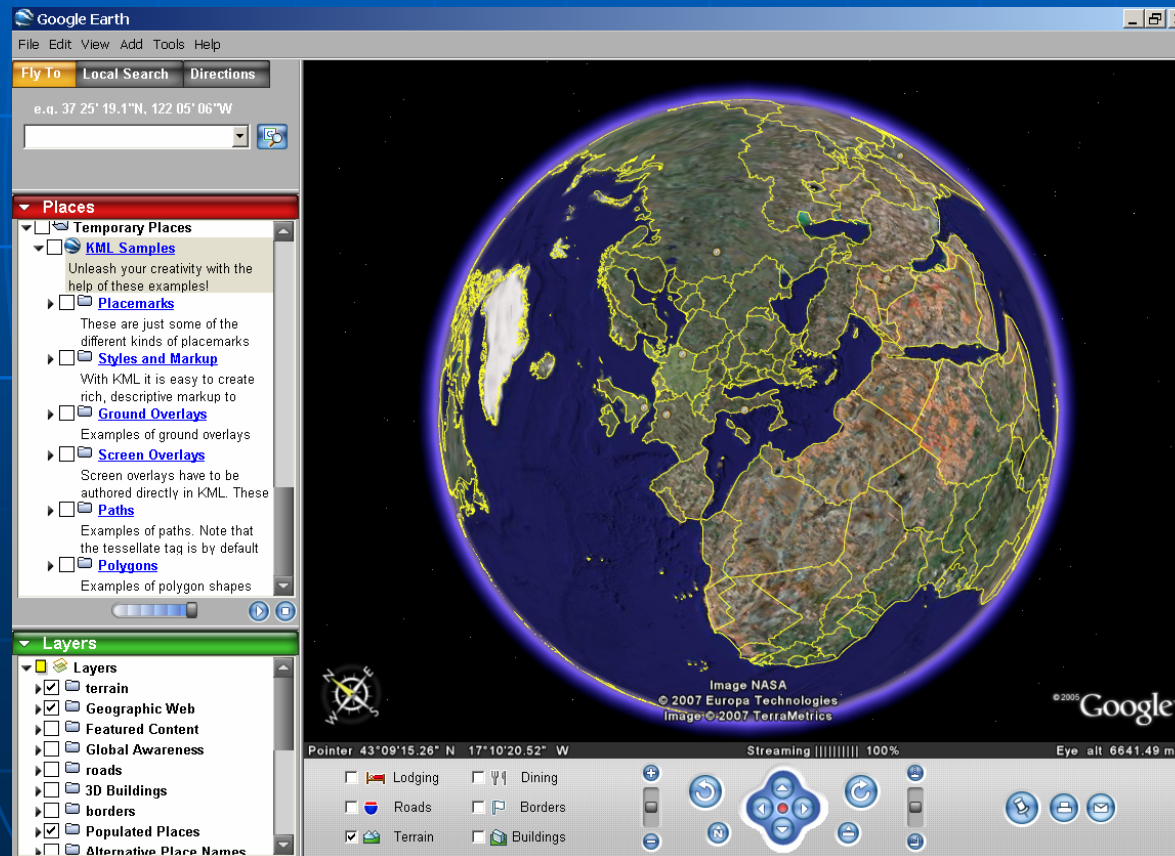 Google Earth
File Edit View Add Tools Help
Fly To Local Search Directions
e.g. 37 25' 19.1"N, 122 05' 06"W
Places
Temporary Places
KML Samples
Unleash your creativity with the
help of these examples!
Placemarks
These are just some of the
different kinds of placemarks
Styles and Markup
With KML it is easy to create
rich, descriptive markup to
Ground Overlays
Examples of ground overlays
Screen Overlays
Screen overlays have to be
authored directly in KML. These
Paths
Examples of paths. Note that
the tessellate tag is by default
Polygons
Examples of polygon shapes
Layers
Layers
terrain
Geographic Web
Featured Content
Global Awareness
roads
3D Buildings
borders
Populated Places
Alternative Place Names
N E
W S
Image NASA
© 2007 Europa Technologies
Image © 2007 TerraMetrics
©2005 Google
Pointer 43°09'15.26" N 17°10'20.52" W Streaming |||||||||| 100% Eye alt 6641.49 m
Lodging Dining
Roads Borders
Terrain Buildings
N